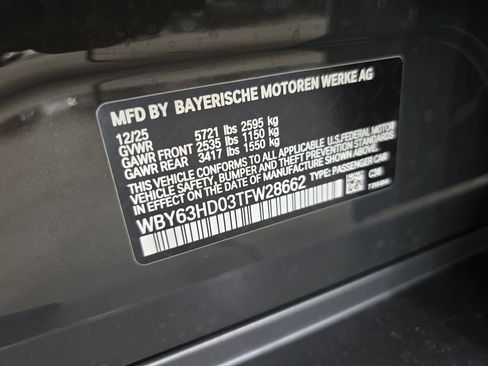 MFD BY BAYERISCHE MOTOREN WERKE AG
12/25 5721 lbs 2595 kg
GVWR
GAWR FRONT 2535 lbs 1150 kg
GAWR REAR 3417 lbs 1550 kg
THIS VEHICLE CONFORMS TO ALL APPLICABLE U.S. FEDERAL MOTOR
VEHICLE SAFETY, BUMPER, AND THEFT PREVENTION STANDARDS
IN EFFECT ON THE DATE OF MANUFACTURE SHOWN ABOVE.
WBY63HD03TFW28662 TYPE: PASSENGER CAR
C36